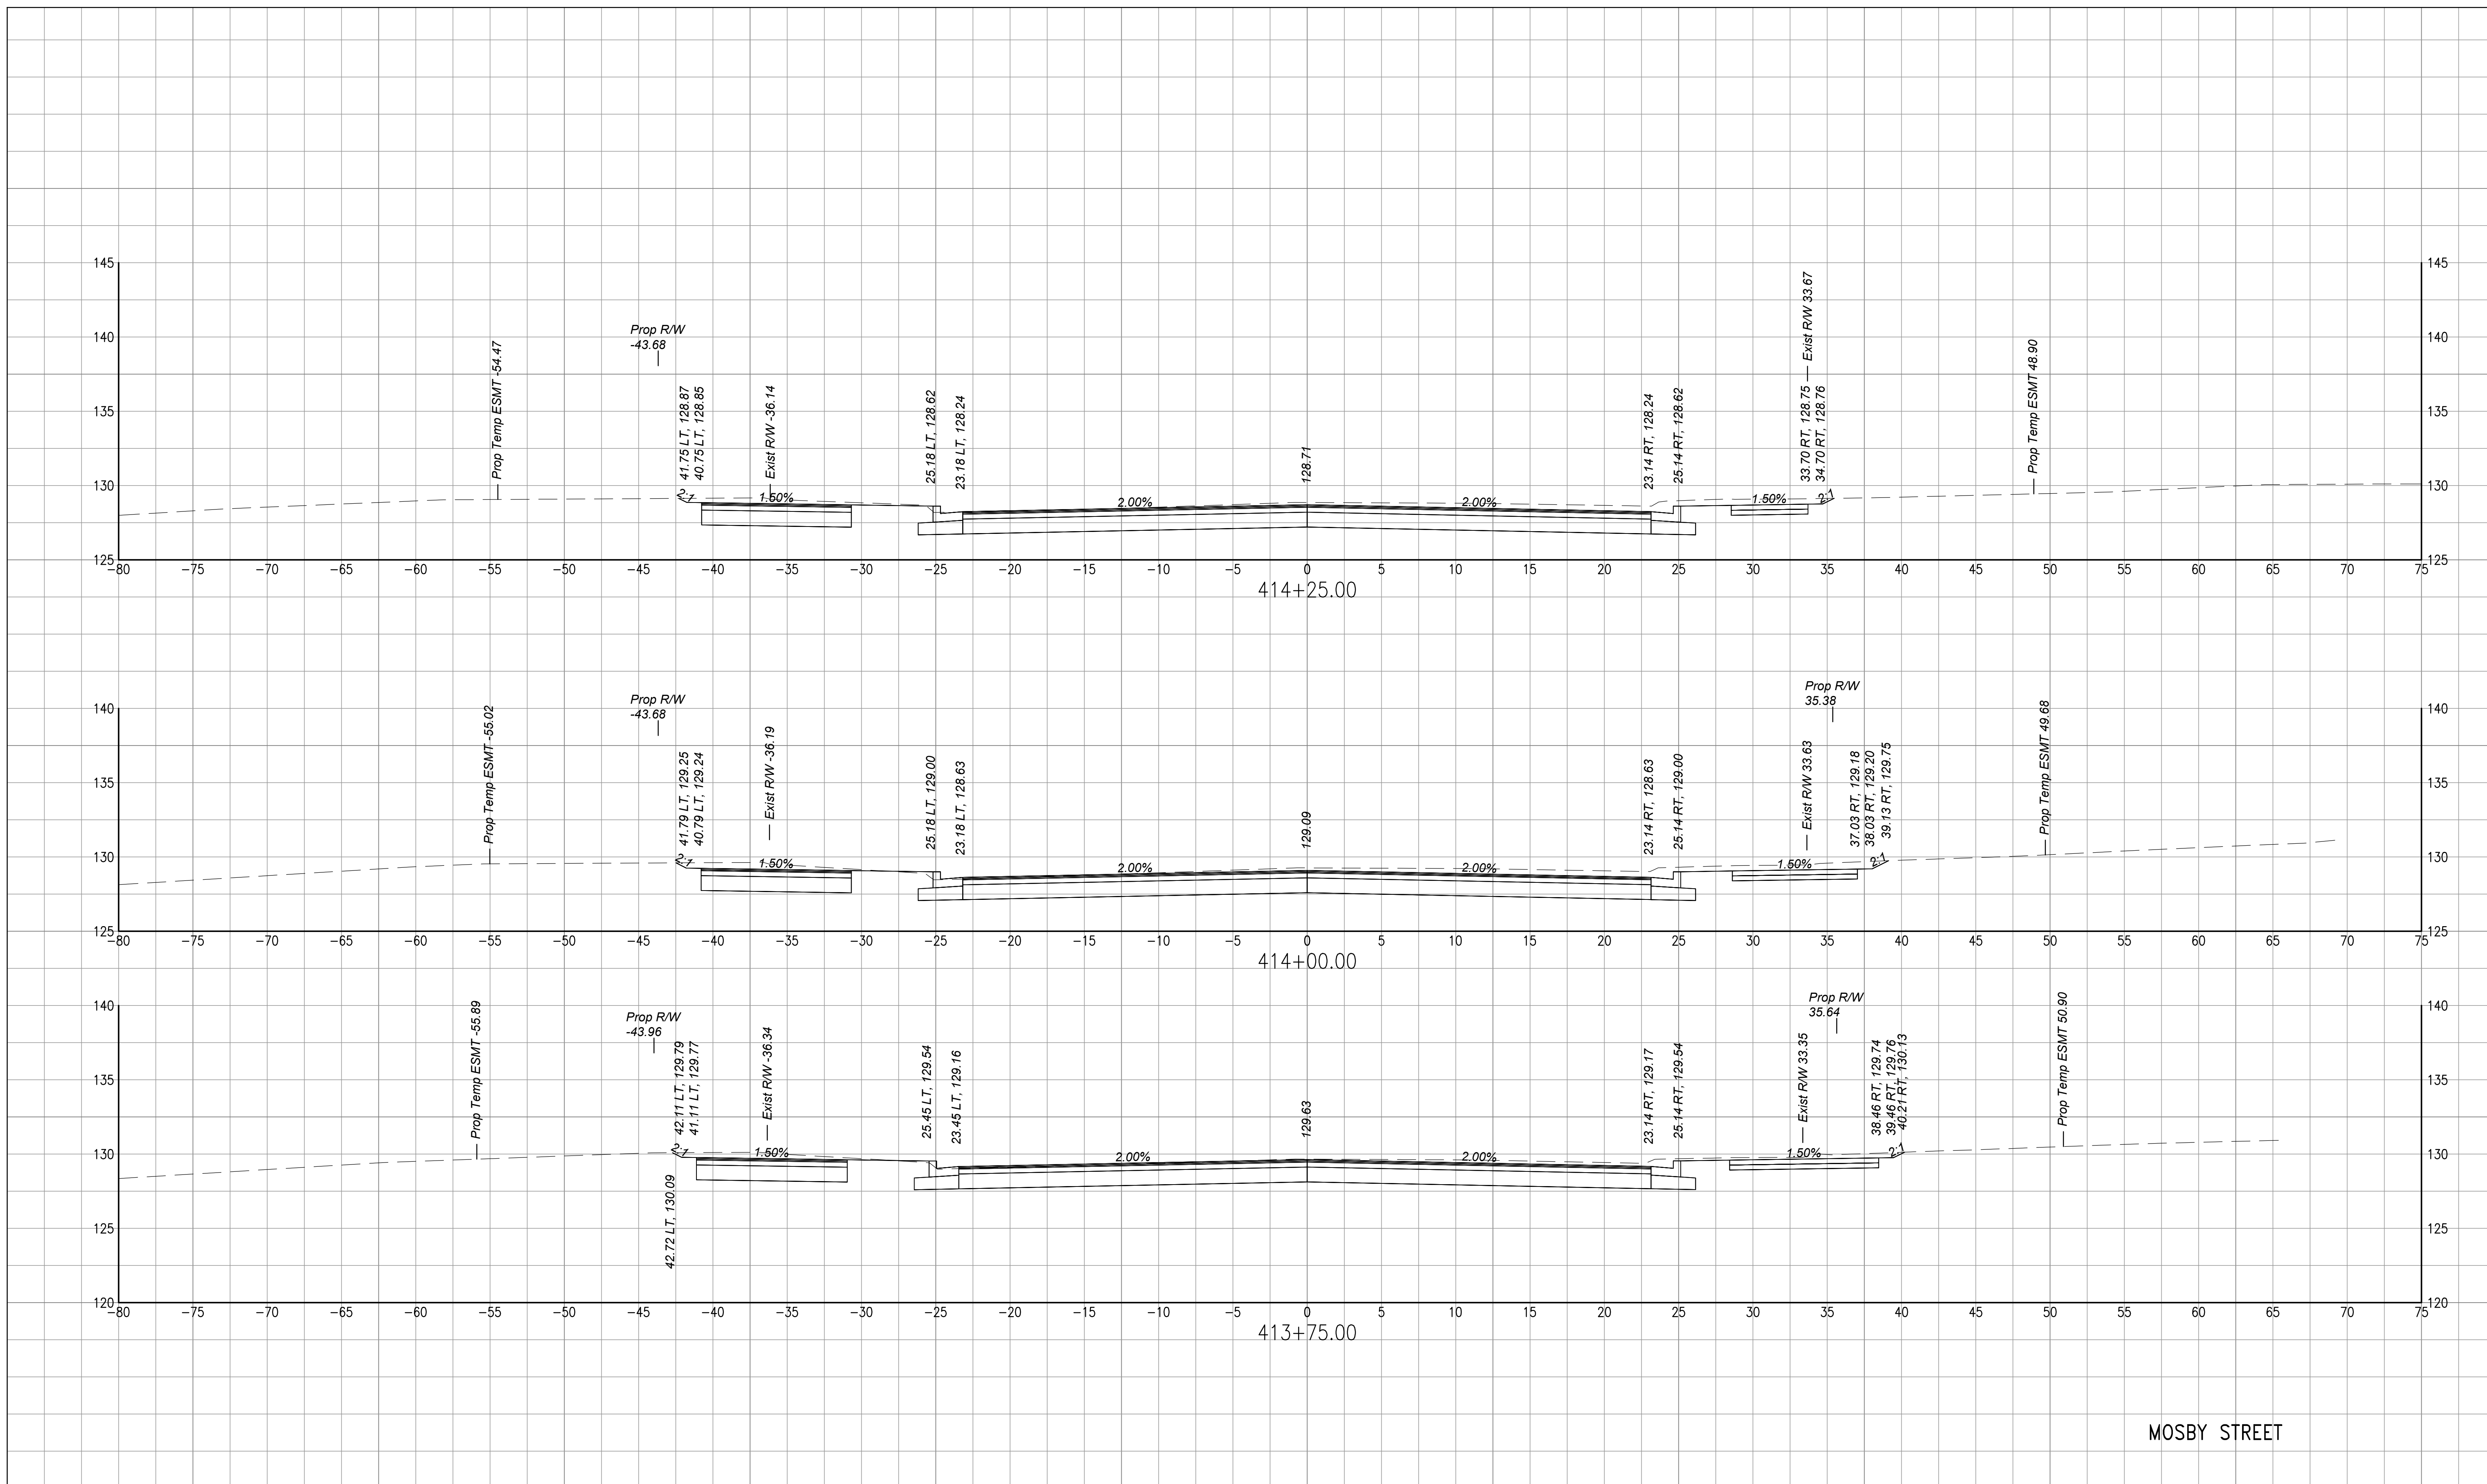 145
145
Exist R/W 33.67
Prop R/W
-43.68
140
140
Prop Temp ESMT -54.47
Prop Temp ESMT 48.90
41.75 LT, 128.87
40.75 LT, 128.85
Exist R/W -36.14
25.18 LT, 128.62
23.18 LT, 128.24
128.71
23.14 RT, 128.24
25.14 RT, 128.62
33.70 RT, 128.75
34.70 RT, 128.76
135
135
130
130
2:1
1.50%
2.00%
2.00%
1.50%
2:1
125
125
-80 -75 -70 -65 -60 -55 -50 -45 -40 -35 -30 -25 -20 -15 -10 -5 0 5 10 15 20 25 30 35 40 45 50 55 60 65 70 75
414+25.00
Prop R/W
-43.68
Prop R/W
35.38
140
140
Prop Temp ESMT -55.02
41.79 LT, 129.25
40.79 LT, 129.24
Exist R/W -36.19
25.18 LT, 129.00
23.18 LT, 128.63
129.09
23.14 RT, 128.63
25.14 RT, 129.00
Exist R/W 33.63
37.03 RT, 129.18
38.03 RT, 129.20
39.13 RT, 129.75
Prop Temp ESMT 49.68
135
135
130
130
2:1
1.50%
2.00%
2.00%
1.50%
2:1
125
125
-80 -75 -70 -65 -60 -55 -50 -45 -40 -35 -30 -25 -20 -15 -10 -5 0 5 10 15 20 25 30 35 40 45 50 55 60 65 70 75
414+00.00
140
140
Prop R/W
-43.96
Prop R/W
35.64
Prop Temp ESMT -55.89
42.11 LT, 129.79
41.11 LT, 129.77
Exist R/W -36.34
25.45 LT, 129.54
23.45 LT, 129.16
129.63
23.14 RT, 129.17
25.14 RT, 129.54
Exist R/W 33.35
38.46 RT, 129.74
39.46 RT, 129.76
40.21 RT, 130.13
Prop Temp ESMT 50.90
135
135
130
130
2:1
1.50%
2.00%
2.00%
1.50%
2:1
42.72 LT, 130.09
125
125
120
120
-80 -75 -70 -65 -60 -55 -50 -45 -40 -35 -30 -25 -20 -15 -10 -5 0 5 10 15 20 25 30 35 40 45 50 55 60 65 70 75
413+75.00
MOSBY STREET